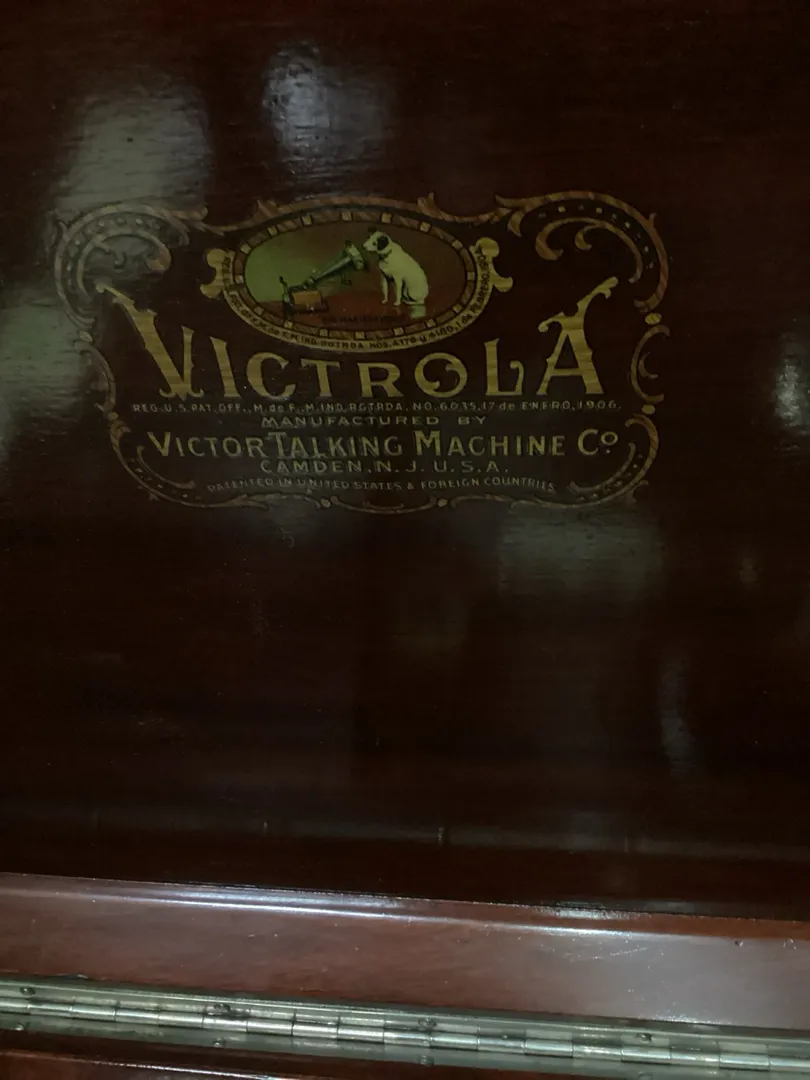 VICTROLA
REG. U.S. PAT. OFF., M. de F., M. IND. RGTRDA. NO. 6035, 17 de ENERO, 1906.
MANUFACTURED BY
VICTOR TALKING MACHINE Co
CAMDEN, N. J. U. S. A.
PATENTED IN UNITED STATES & FOREIGN COUNTRIES